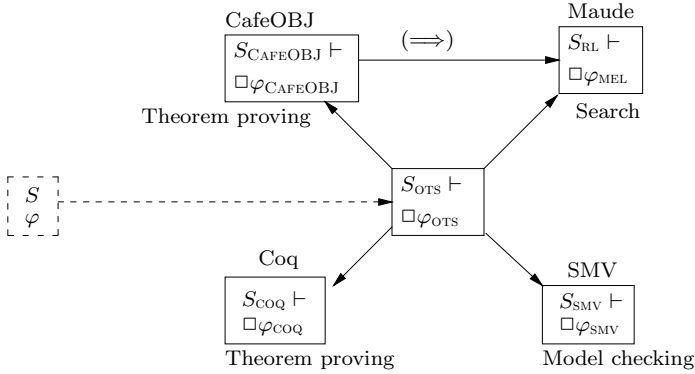 CafeOBJ
Maude
S_CAFEOBJ ⊢
□φ_CAFEOBJ
(⟹)
S_RL ⊢
□φ_MEL
Theorem proving
Search
S
φ
S_OTS ⊢
□φ_OTS
Coq
SMV
S_COQ ⊢
□φ_COQ
S_SMV ⊢
□φ_SMV
Theorem proving
Model checking